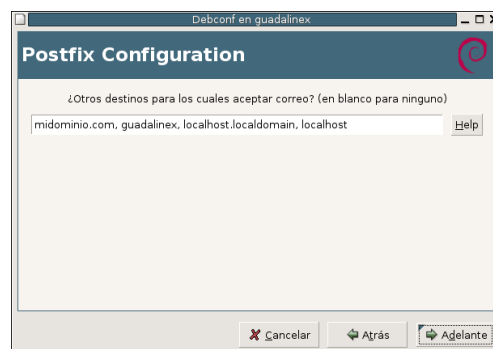 Debconf en guadalinex
Postfix Configuration
¿Otros destinos para los cuales aceptar correo? (en blanco para ninguno)
midominio.com, guadalinex, localhost.localdomain, localhost
Help
Cancelar
Atrás
Adelante